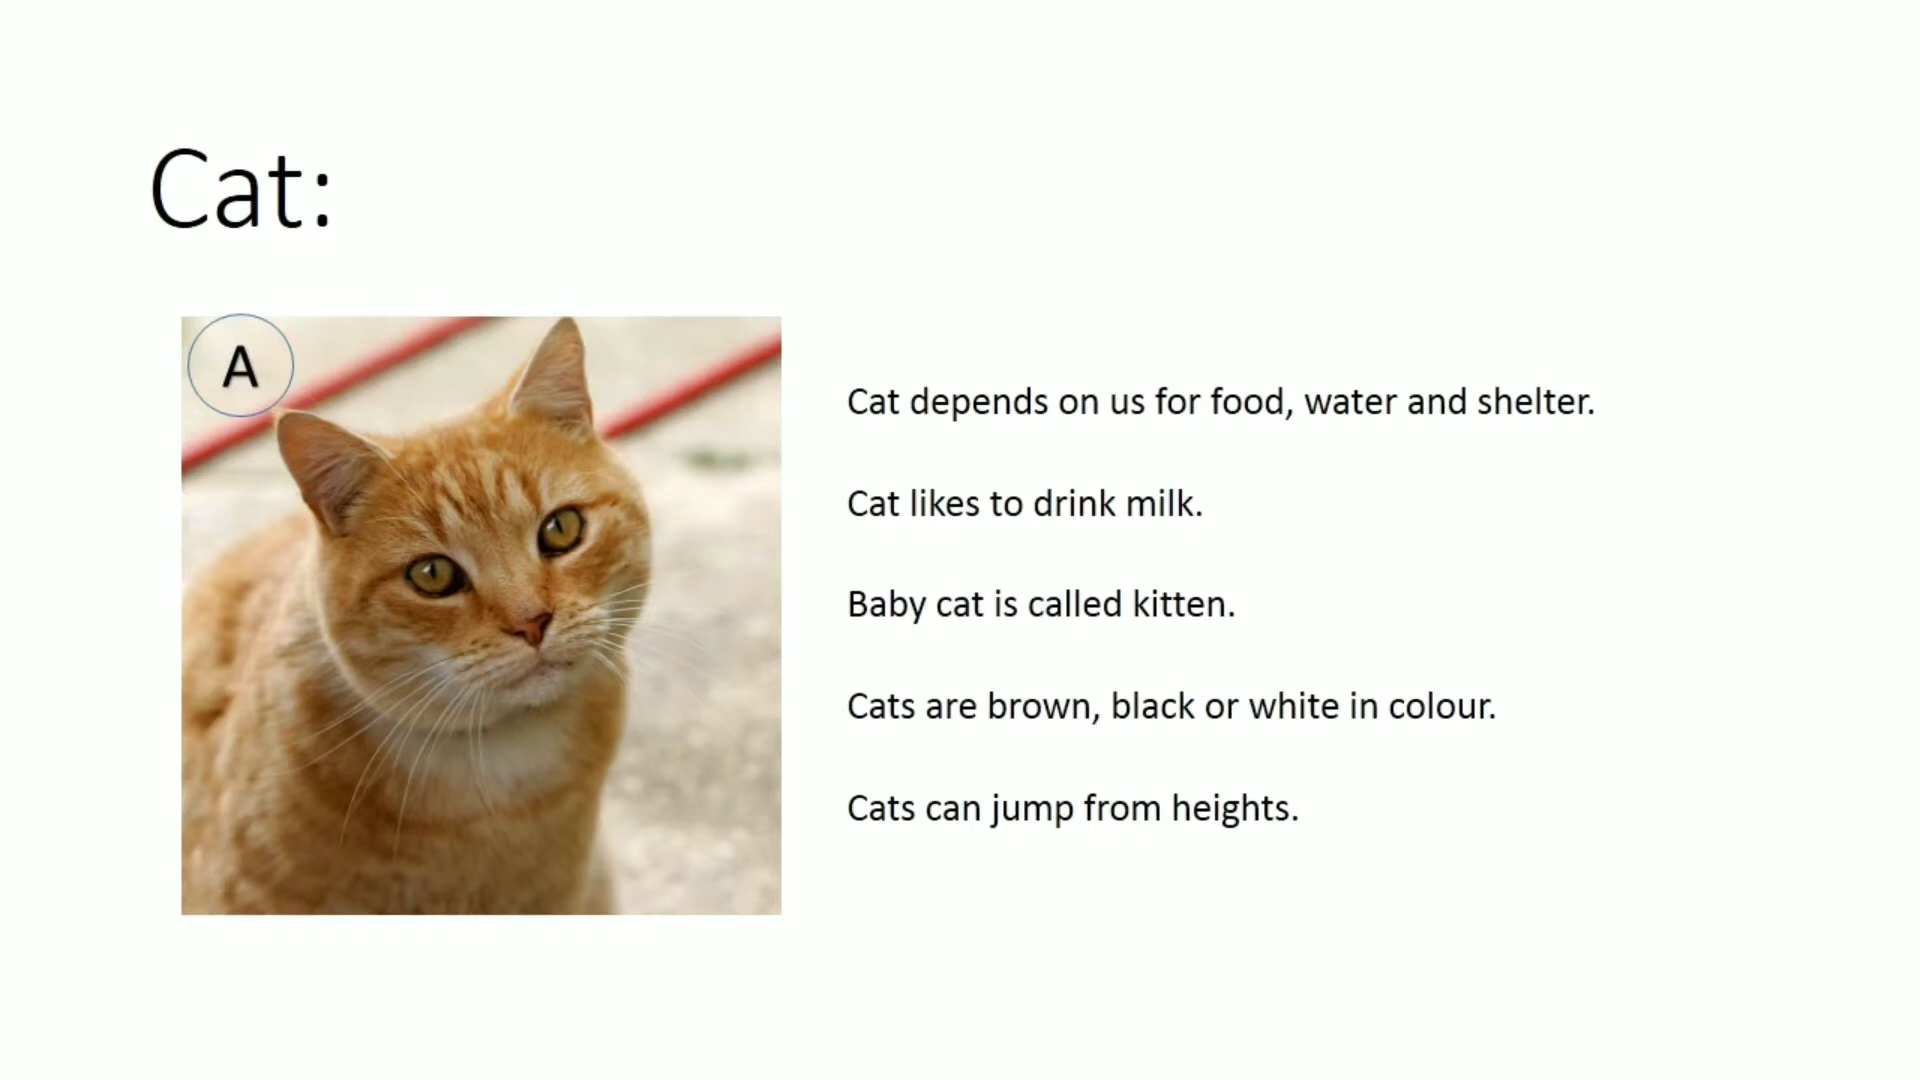 Cat:
A
Cat depends on us for food, water and shelter.
Cat likes to drink milk.
Baby cat is called kitten.
Cats are brown, black or white in colour.
Cats can jump from heights.